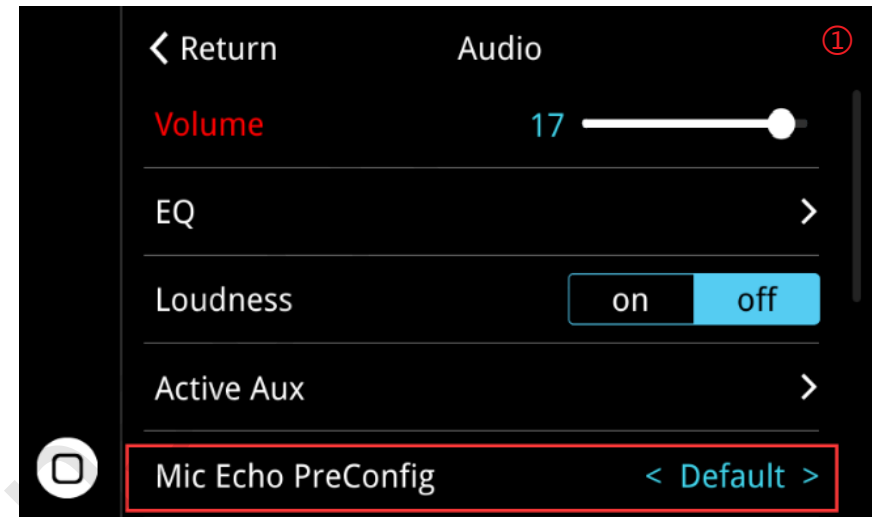 Return Audio ①
Volume 17
EQ
Loudness on off
Active Aux
Mic Echo PreConfig < Default >